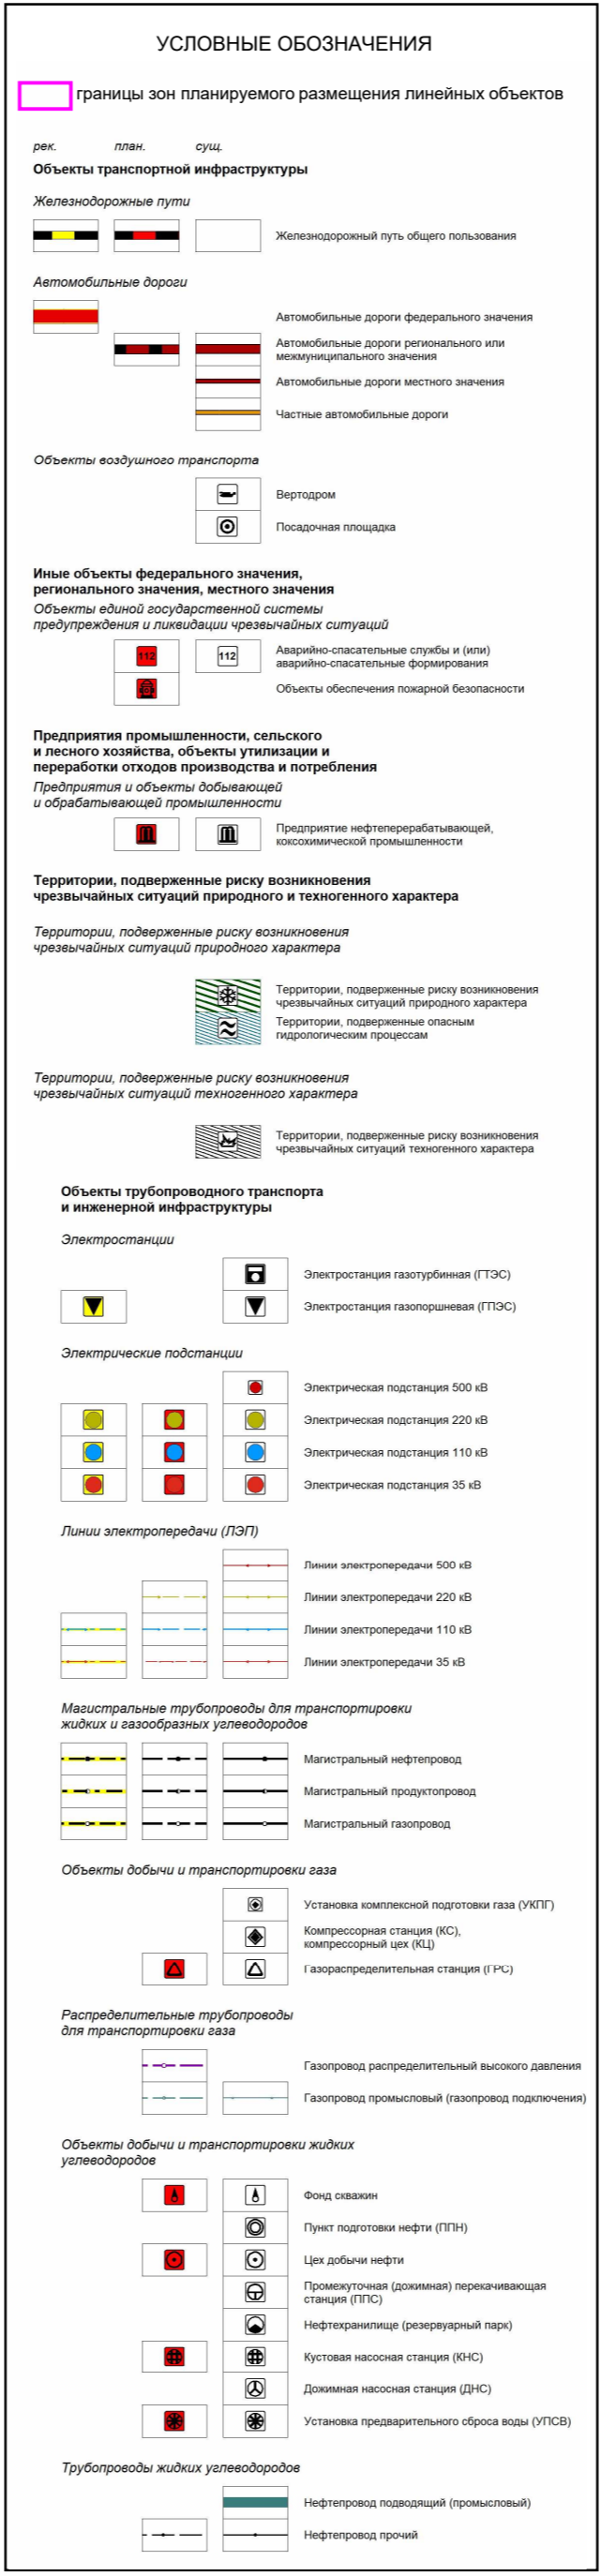 УСЛОВНЫЕ ОБОЗНАЧЕНИЯ
границы зон планируемого размещения линейных объектов
рек. план. сущ.
Объекты транспортной инфраструктуры
Железнодорожные пути
Железнодорожный путь общего пользования
Автомобильные дороги
Автомобильные дороги федерального значения
Автомобильные дороги регионального или
межмуниципального значения
Автомобильные дороги местного значения
Частные автомобильные дороги
Объекты воздушного транспорта
Вертодром
Посадочная площадка
Иные объекты федерального значения,
регионального значения, местного значения
Объекты единой государственной системы
предупреждения и ликвидации чрезвычайных ситуаций
112 112 Аварийно-спасательные службы и (или)
аварийно-спасательные формирования
Объекты обеспечения пожарной безопасности
Предприятия промышленности, сельского
и лесного хозяйства, объекты утилизации и
переработки отходов производства и потребления
Предприятия и объекты добывающей
и обрабатывающей промышленности
Предприятие нефтеперерабатывающей,
коксохимической промышленности
Территории, подверженные риску возникновения
чрезвычайных ситуаций природного и техногенного характера
Территории, подверженные риску возникновения
чрезвычайных ситуаций природного характера
Территории, подверженные риску возникновения
чрезвычайных ситуаций природного характера
Территории, подверженные опасным
гидрологическим процессам
Территории, подверженные риску возникновения
чрезвычайных ситуаций техногенного характера
Территории, подверженные риску возникновения
чрезвычайных ситуаций техногенного характера
Объекты трубопроводного транспорта
и инженерной инфраструктуры
Электростанции
Электростанция газотурбинная (ГТЭС)
Электростанция газопоршневая (ГПЭС)
Электрические подстанции
Электрическая подстанция 500 кВ
Электрическая подстанция 220 кВ
Электрическая подстанция 110 кВ
Электрическая подстанция 35 кВ
Линии электропередачи (ЛЭП)
Линии электропередачи 500 кВ
Линии электропередачи 220 кВ
Линии электропередачи 110 кВ
Линии электропередачи 35 кВ
Магистральные трубопроводы для транспортировки
жидких и газообразных углеводородов
Магистральный нефтепровод
Магистральный продуктопровод
Магистральный газопровод
Объекты добычи и транспортировки газа
Установка комплексной подготовки газа (УКПГ)
Компрессорная станция (КС),
компрессорный цех (КЦ)
Газораспределительная станция (ГРС)
Распределительные трубопроводы
для транспортировки газа
Газопровод распределительный высокого давления
Газопровод промысловый (газопровод подключения)
Объекты добычи и транспортировки жидких
углеводородов
Фонд скважин
Пункт подготовки нефти (ППН)
Цех добычи нефти
Промежуточная (дожимная) перекачивающая
станция (ППС)
Нефтехранилище (резервуарный парк)
Кустовая насосная станция (КНС)
Дожимная насосная станция (ДНС)
Установка предварительного сброса воды (УПСВ)
Трубопроводы жидких углеводородов
Нефтепровод подводящий (промысловый)
Нефтепровод прочий